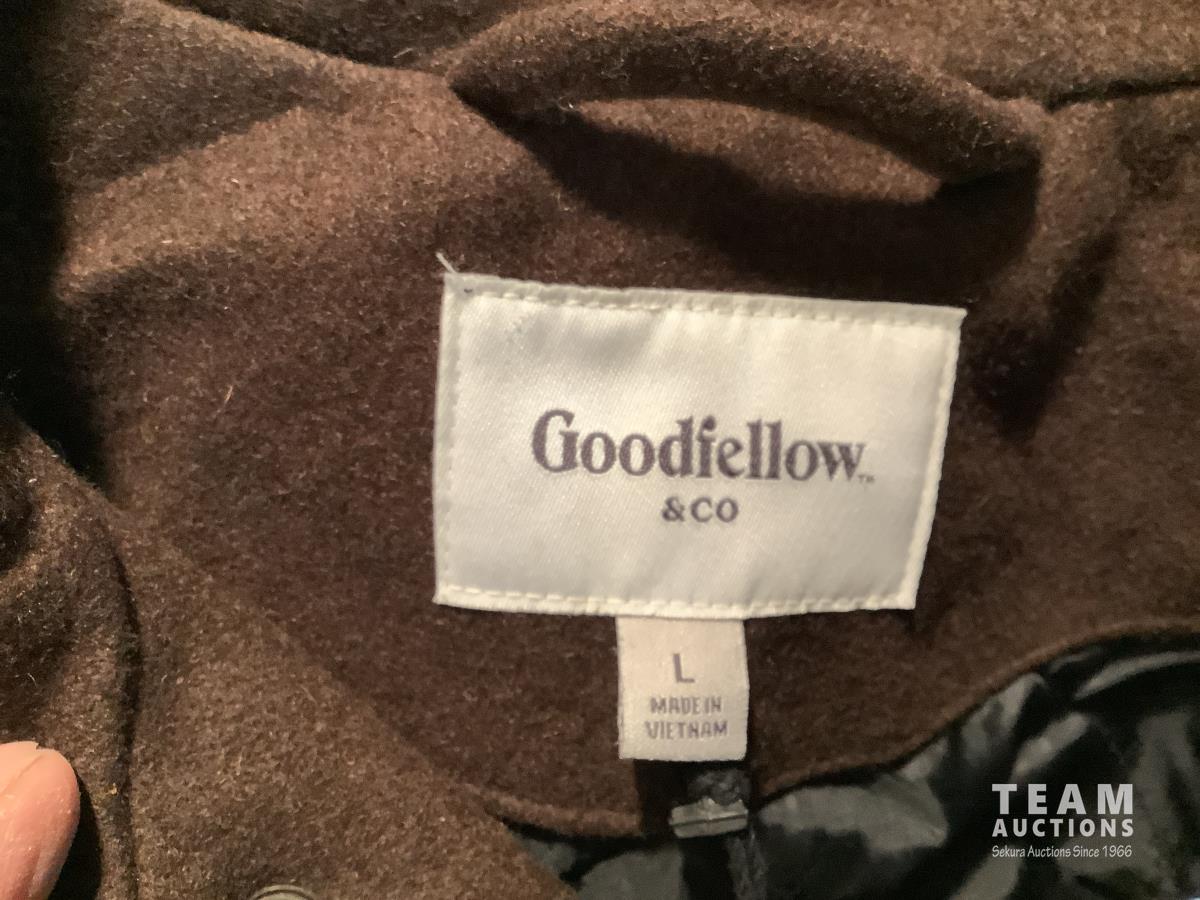 Goodfellow™
&CO
L
MADE IN
VIETNAM
TEAM
AUCTIONS
Sekura Auctions Since 1966